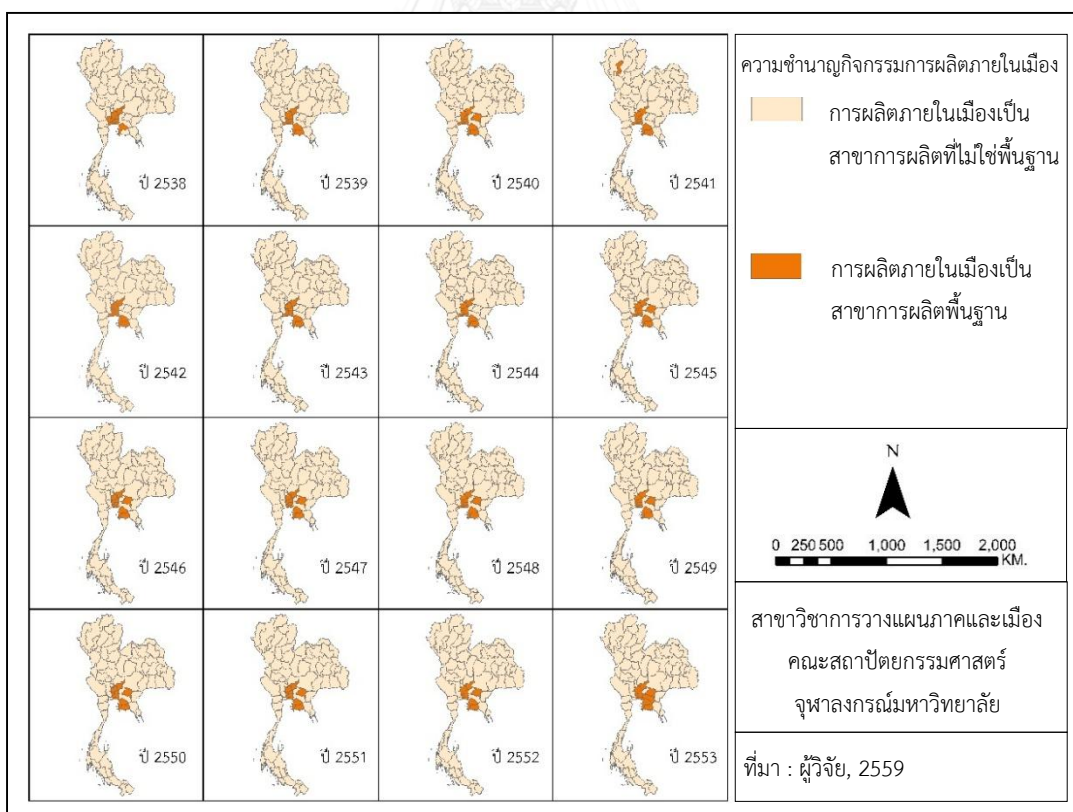 ปี 2538
ปี 2539
ปี 2540
ปี 2541
ปี 2542
ปี 2543
ปี 2544
ปี 2545
ปี 2546
ปี 2547
ปี 2548
ปี 2549
ปี 2550
ปี 2551
ปี 2552
ปี 2553
ความชำนาญกิจกรรมการผลิตภายในเมือง
การผลิตภายในเมืองเป็น
สาขาการผลิตที่ไม่ใช่พื้นฐาน
การผลิตภายในเมืองเป็น
สาขาการผลิตพื้นฐาน
N
0 250 500 1,000 1,500 2,000
KM.
สาขาวิชาการวางแผนภาคและเมือง
คณะสถาปัตยกรรมศาสตร์
จุฬาลงกรณ์มหาวิทยาลัย
ที่มา : ผู้วิจัย, 2559